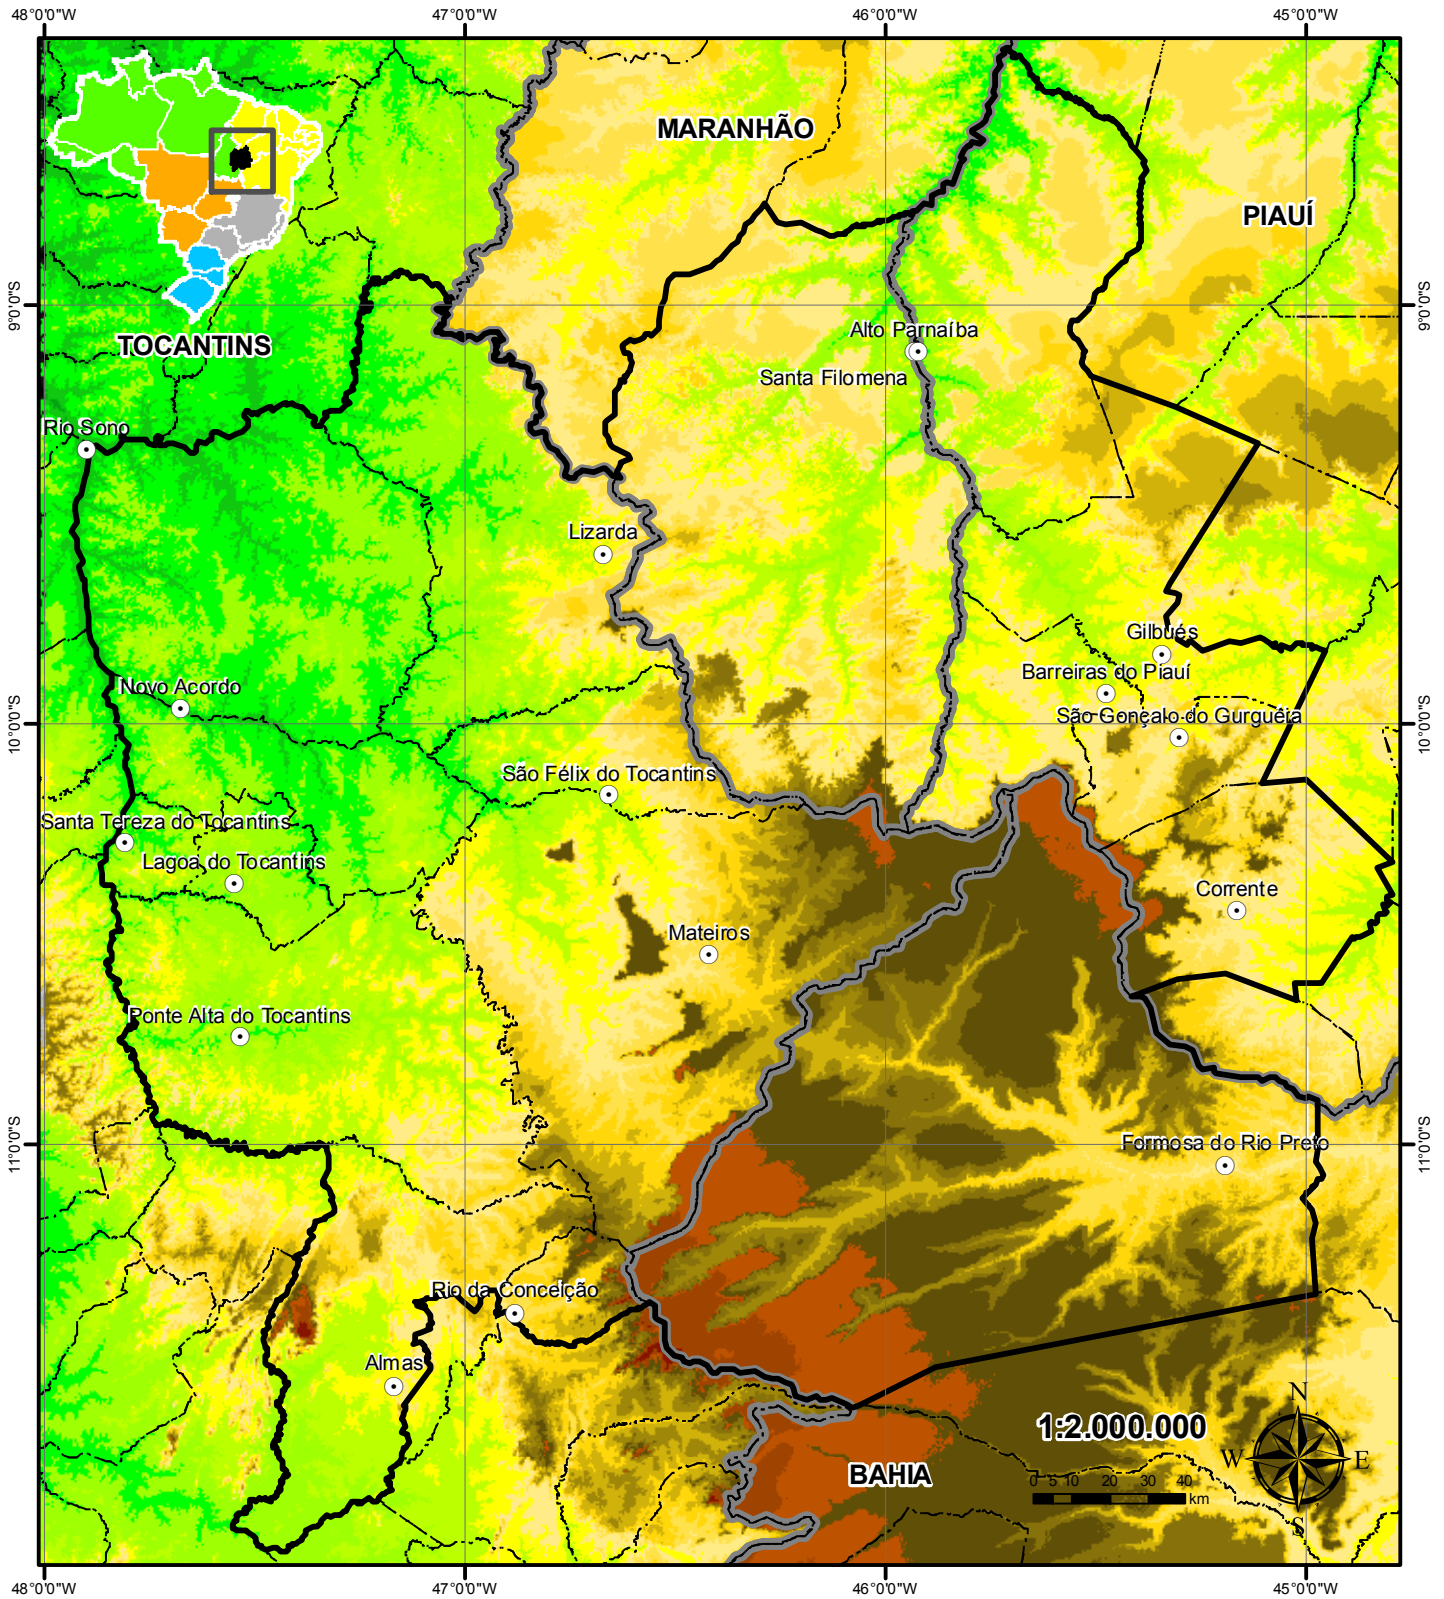 48°0'0"W
47°0'0"W
46°0'0"W
45°0'0"W
MARANHÃO
PIAUÍ
9°0'0"S
9°0'0"S
TOCANTINS
Alto Parnaíba
Santa Filomena
Rio Sono
Lizarda
Gilbués
Barreiras do Piauí
Novo Acordo
São Gonçalo do Gurguéia
10°0'0"S
10°0'0"S
São Félix do Tocantins
Santa Tereza do Tocantins
Lagoa do Tocantins
Corrente
Mateiros
Ponte Alta do Tocantins
11°0'0"S
11°0'0"S
Formosa do Rio Preto
Rio da Conceição
Almas
N
1:2.000.000
W
E
BAHIA
0 5 10 20 30 40
km
S
48°0'0"W
47°0'0"W
46°0'0"W
45°0'0"W